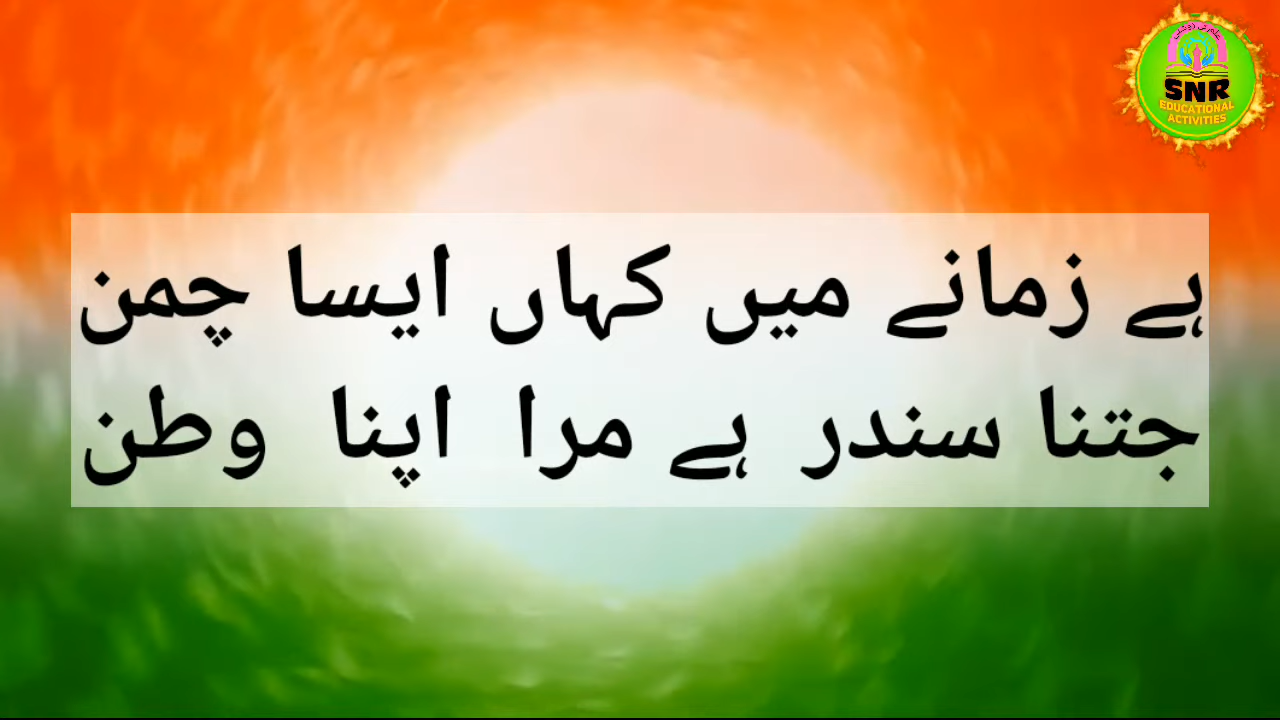 ہے زمانے میں کہاں ایسا چمن
جتنا سندر ہے مرا اپنا وطن
SNR
EDUCATIONAL
ACTIVITIES